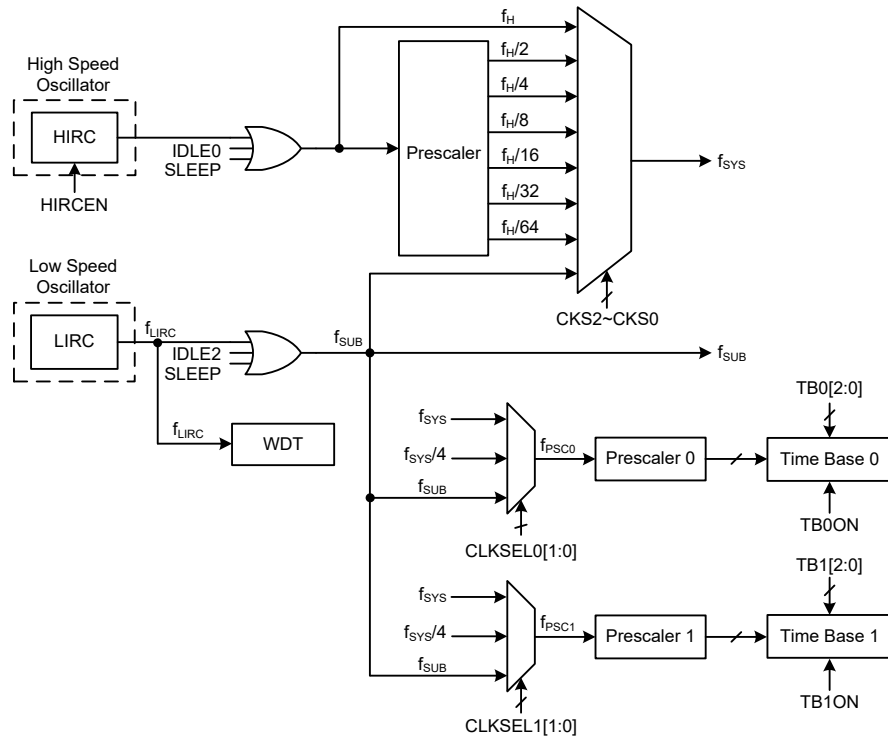 High Speed
Oscillator
HIRC
HIRCEN
IDLE0
SLEEP
Prescaler
fH
fH/2
fH/4
fH/8
fH/16
fH/32
fH/64
CKS2~CKS0
fSYS
Low Speed
Oscillator
LIRC
fLIRC
IDLE2
SLEEP
fSUB
fSUB
fLIRC
WDT
fSYS
fSYS/4
fSUB
CLKSEL0[1:0]
fPSC0
Prescaler 0
TB0[2:0]
Time Base 0
TB0ON
fSYS
fSYS/4
fSUB
CLKSEL1[1:0]
fPSC1
Prescaler 1
TB1[2:0]
Time Base 1
TB1ON